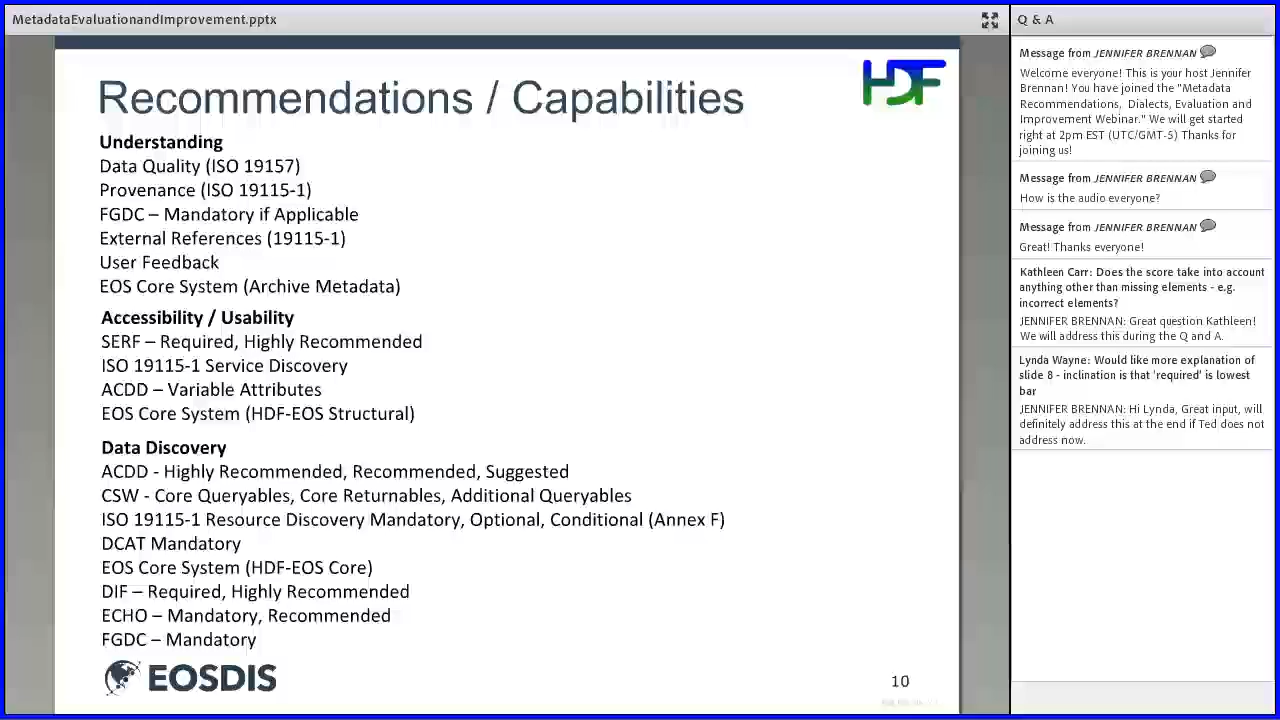 MetadataEvaluationandImprovement.pptx
Recommendations / Capabilities
HDF
Understanding
Data Quality (ISO 19157)
Provenance (ISO 19115-1)
FGDC – Mandatory if Applicable
External References (19115-1)
User Feedback
EOS Core System (Archive Metadata)
Accessibility / Usability
SERF – Required, Highly Recommended
ISO 19115-1 Service Discovery
ACDD – Variable Attributes
EOS Core System (HDF-EOS Structural)
Data Discovery
ACDD - Highly Recommended, Recommended, Suggested
CSW - Core Queryables, Core Returnables, Additional Queryables
ISO 19115-1 Resource Discovery Mandatory, Optional, Conditional (Annex F)
DCAT Mandatory
EOS Core System (HDF-EOS Core)
DIF – Required, Highly Recommended
ECHO – Mandatory, Recommended
FGDC – Mandatory
EOSDIS
10
Q & A
Message from JENNIFER BRENNAN
Welcome everyone! This is your host Jennifer
Brennan! You have joined the "Metadata
Recommendations, Dialects, Evaluation and
Improvement Webinar." We will get started
right at 2pm EST (UTC/GMT-5) Thanks for
joining us!
Message from JENNIFER BRENNAN
How is the audio everyone?
Message from JENNIFER BRENNAN
Great! Thanks everyone!
Kathleen Carr: Does the score take into account
anything other than missing elements - e.g.
incorrect elements?
JENNIFER BRENNAN: Great question Kathleen!
We will address this during the Q and A.
Lynda Wayne: Would like more explanation of
slide 8 - inclination is that 'required' is lowest
bar
JENNIFER BRENNAN: Hi Lynda, Great input, will
definitely address this at the end if Ted does not
address now.